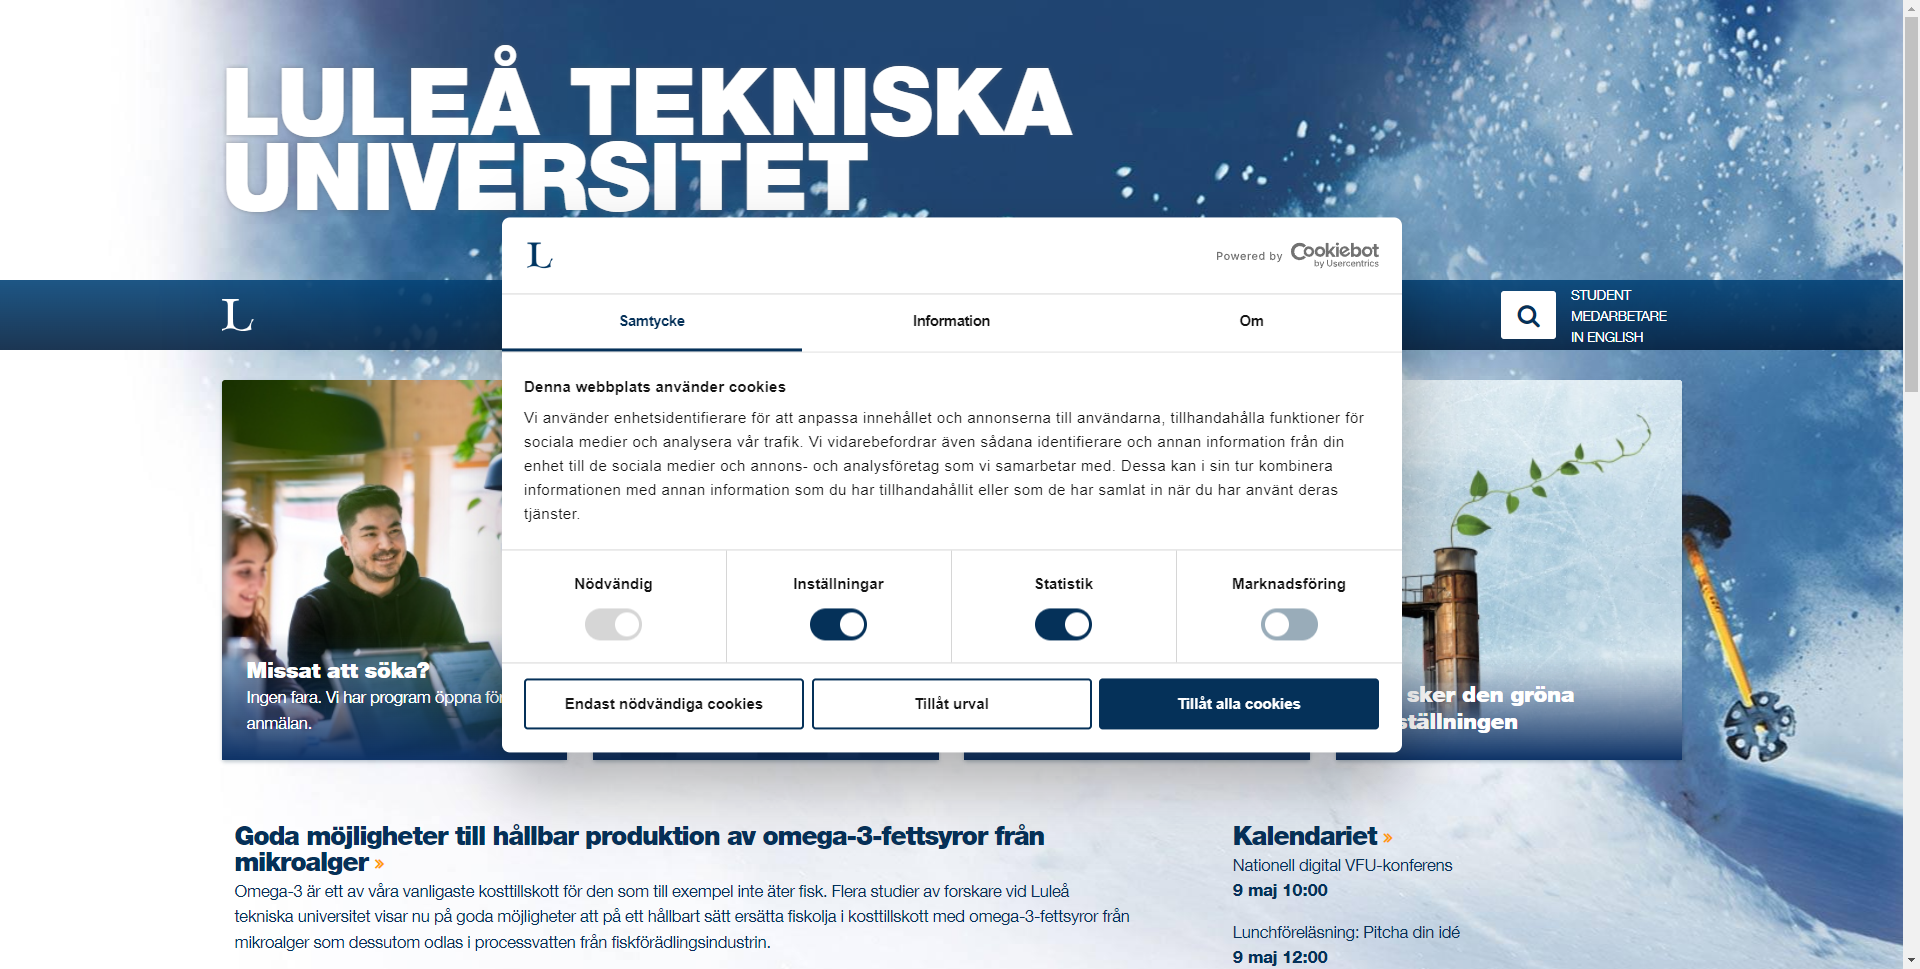 LULEÅ TEKNISKA
UNIVERSITET
L
Powered by Cookiebot
by Usercentrics
Samtycke
Information
Om
Denna webbplats använder cookies
Vi använder enhetsidentifierare för att anpassa innehållet och annonserna till användarna, tillhandahålla funktioner för
sociala medier och analysera vår trafik. Vi vidarebefordrar även sådana identifierare och annan information från din
enhet till de sociala medier och annons- och analysföretag som vi samarbetar med. Dessa kan i sin tur kombinera
informationen med annan information som du har tillhandahållit eller som de har samlat in när du har använt deras
tjänster.
Nödvändig
Inställningar
Statistik
Marknadsföring
Endast nödvändiga cookies
Tillåt urval
Tillåt alla cookies
L
STUDENT
MEDARBETARE
IN ENGLISH
Missat att söka?
Ingen fara. Vi har program öppna för
anmälan.
sker den gröna
ställningen
Goda möjligheter till hållbar produktion av omega-3-fettsyror från
mikroalger »
Omega-3 är ett av våra vanligaste kosttillskott för den som till exempel inte äter fisk. Flera studier av forskare vid Luleå
tekniska universitet visar nu på goda möjligheter att på ett hållbart sätt ersätta fiskolja i kosttillskott med omega-3-fettsyror från
mikroalger som dessutom odlas i processvatten från fiskförädlingsindustrin.
Kalendariet »
Nationell digital VFU-konferens
9 maj 10:00
Lunchföreläsning: Pitcha din idé
9 maj 12:00